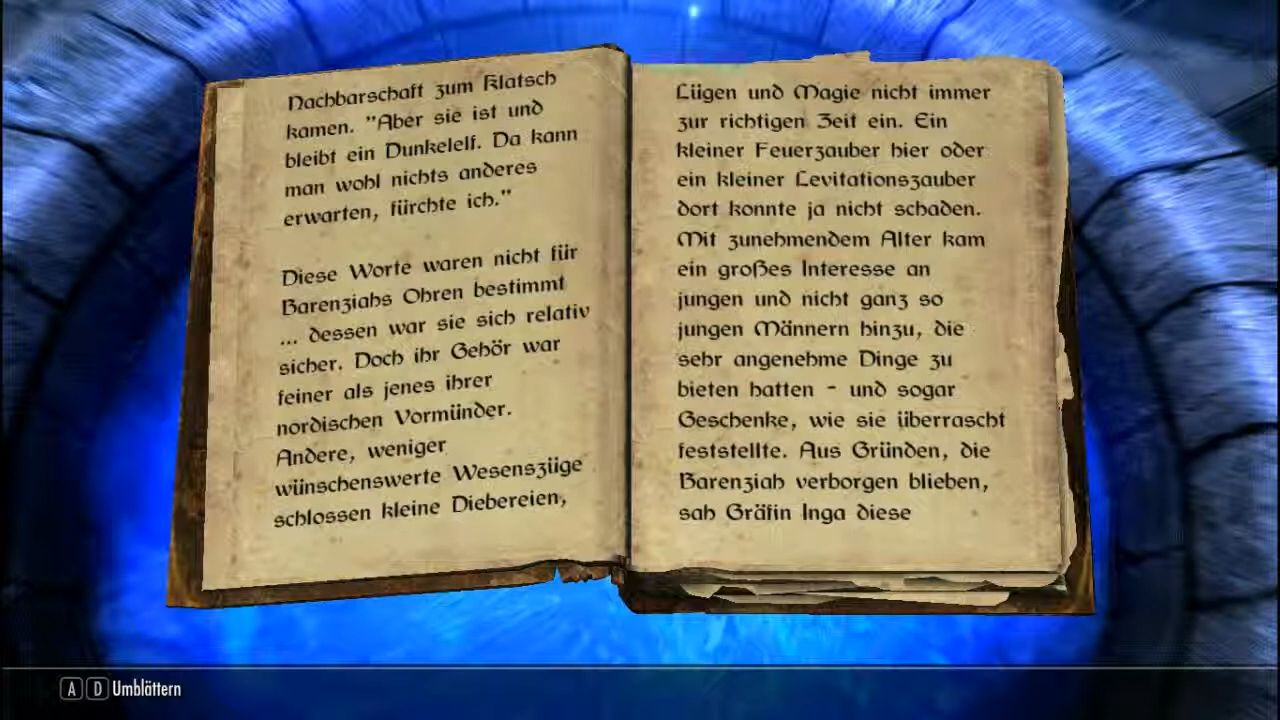 Nachbarschaft zum Klatsch
kamen. "Aber sie ist und
bleibt ein Dunkelelf. Da kann
man wohl nichts anderes
erwarten, fürchte ich."
Diese Worte waren nicht für
Barenziahs Ohren bestimmt
... dessen war sie sich relativ
sicher. Doch ihr Gehör war
feiner als jenes ihrer
nordischen Vormünder.
Andere, weniger
wünschenswerte Wesenszüge
schlossen kleine Diebereien,
Lügen und Magie nicht immer
zur richtigen Zeit ein. Ein
kleiner Feuerzauber hier oder
ein kleiner Levitationszauber
dort konnte ja nicht schaden.
Mit zunehmendem Alter kam
ein großes Interesse an
jungen und nicht ganz so
jungen Männern hinzu, die
sehr angenehme Dinge zu
bieten hatten - und sogar
Geschenke, wie sie überrascht
feststellte. Aus Gründen, die
Barenziah verborgen blieben,
sah Gräfin Inga diese
A D Umblättern